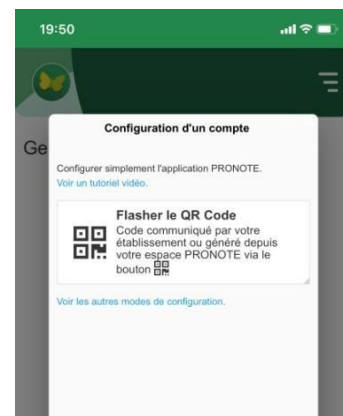 19:50
Ge
Configuration d'un compte
Configurer simplement l'application PRONOTE.
Voir un tutoriel vidéo.
Flasher le QR Code
Code communiqué par votre
établissement ou généré depuis
votre espace PRONOTE via le
bouton
Voir les autres modes de configuration.